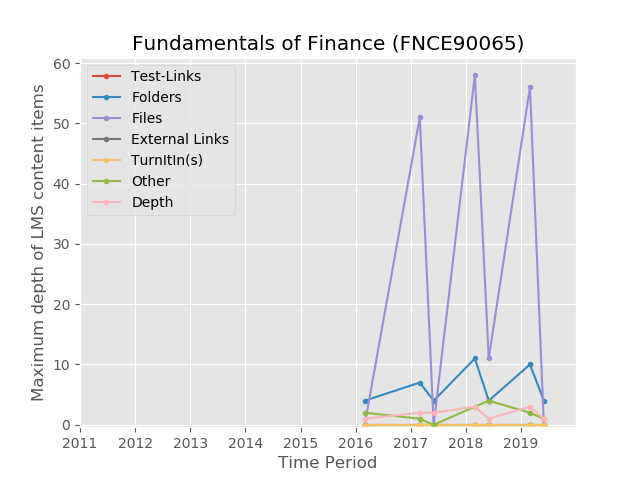 Fundamentals of Finance (FNCE90065)
Maximum depth of LMS content items
60
50
40
30
20
10
0
Test-Links
Folders
Files
External Links
TurnItIn(s)
Other
Depth
2011 2012 2013 2014 2015 2016 2017 2018 2019
Time Period